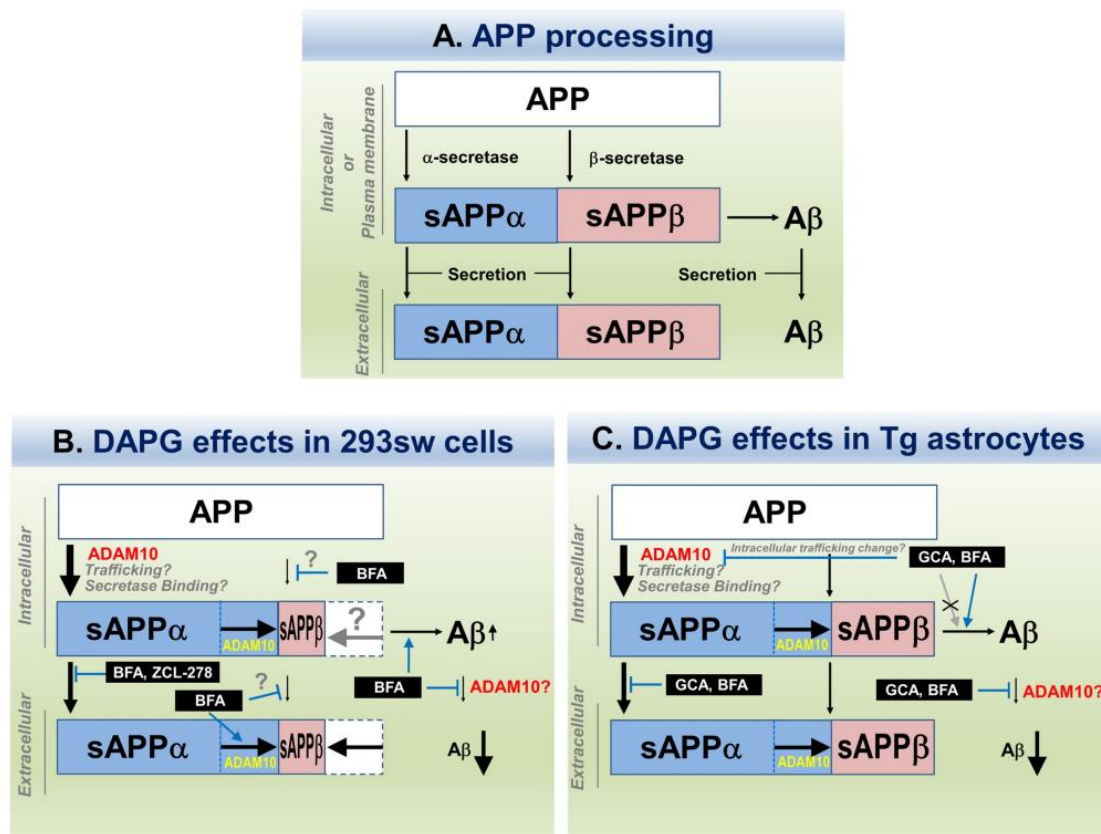 A. APP processing
Intracellular
or
Plasma membrane
APP
α-secretase
β-secretase
sAPPα
sAPPβ
Aβ
Secretion
Secretion
Extracellular
sAPPα
sAPPβ
Aβ
B. DAPG effects in 293sw cells
Intracellular
APP
ADAM10
Trafficking?
Secretase Binding?
?
BFA
sAPPα
ADAM10
sAPPβ
?
Aβ
BFA, ZCL-278
BFA
?
BFA
ADAM10?
Extracellular
sAPPα
ADAM10
sAPPβ
Aβ
C. DAPG effects in Tg astrocytes
Intracellular
APP
ADAM10
Trafficking?
Secretase Binding?
Intracellular trafficking change?
GCA, BFA
sAPPα
ADAM10
sAPPβ
Aβ
GCA, BFA
GCA, BFA
ADAM10?
Extracellular
sAPPα
ADAM10
sAPPβ
Aβ